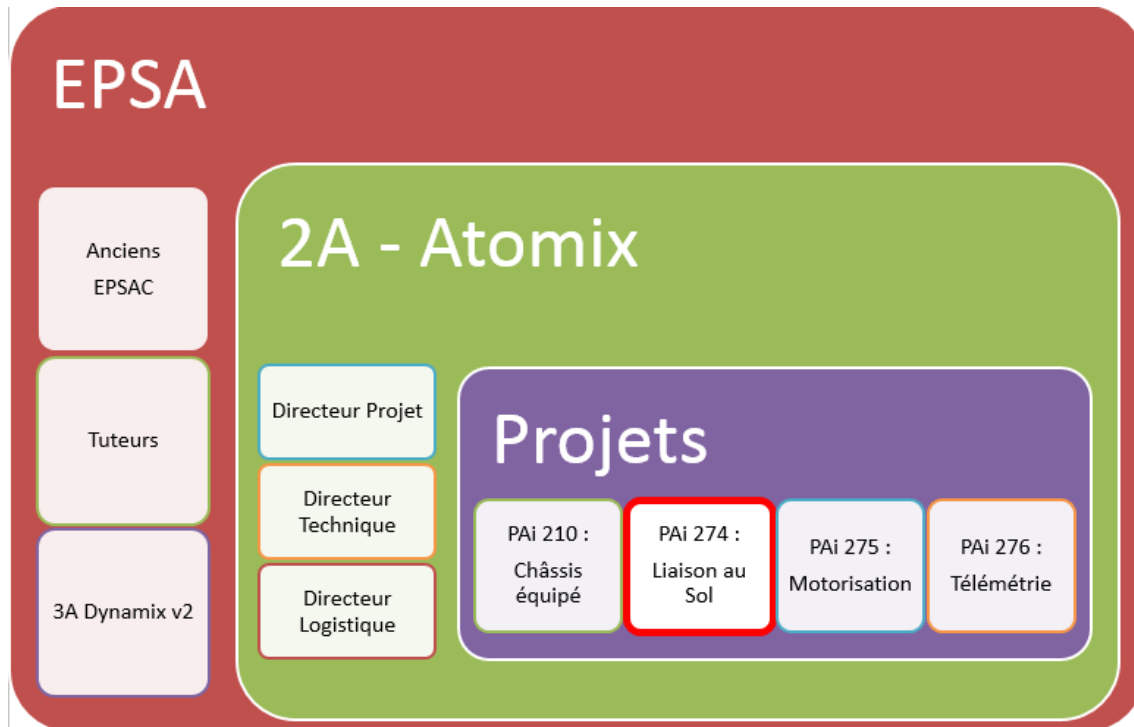 EPSA
Anciens
EPSAC
Tuteurs
3A Dynamix v2
2A - Atomix
Directeur Projet
Directeur
Technique
Directeur
Logistique
Projets
PAi 210 :
Châssis
équipé
PAi 274 :
Liaison au
Sol
PAi 275 :
Motorisation
PAi 276 :
Télémétrie